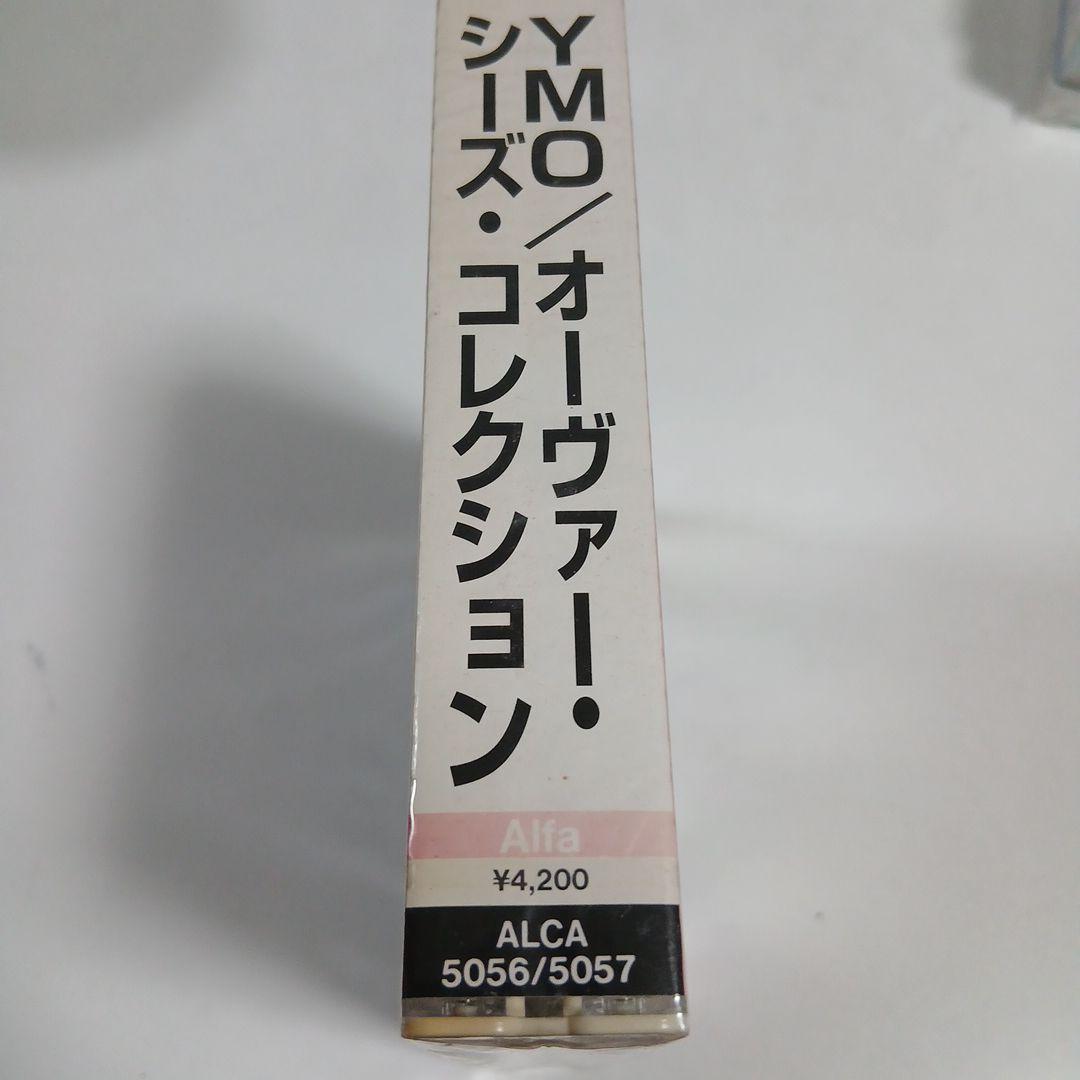 YMO/オーヴァー・
シーズ・コレクション
Alfa
¥4,200
ALCA
5056/5057